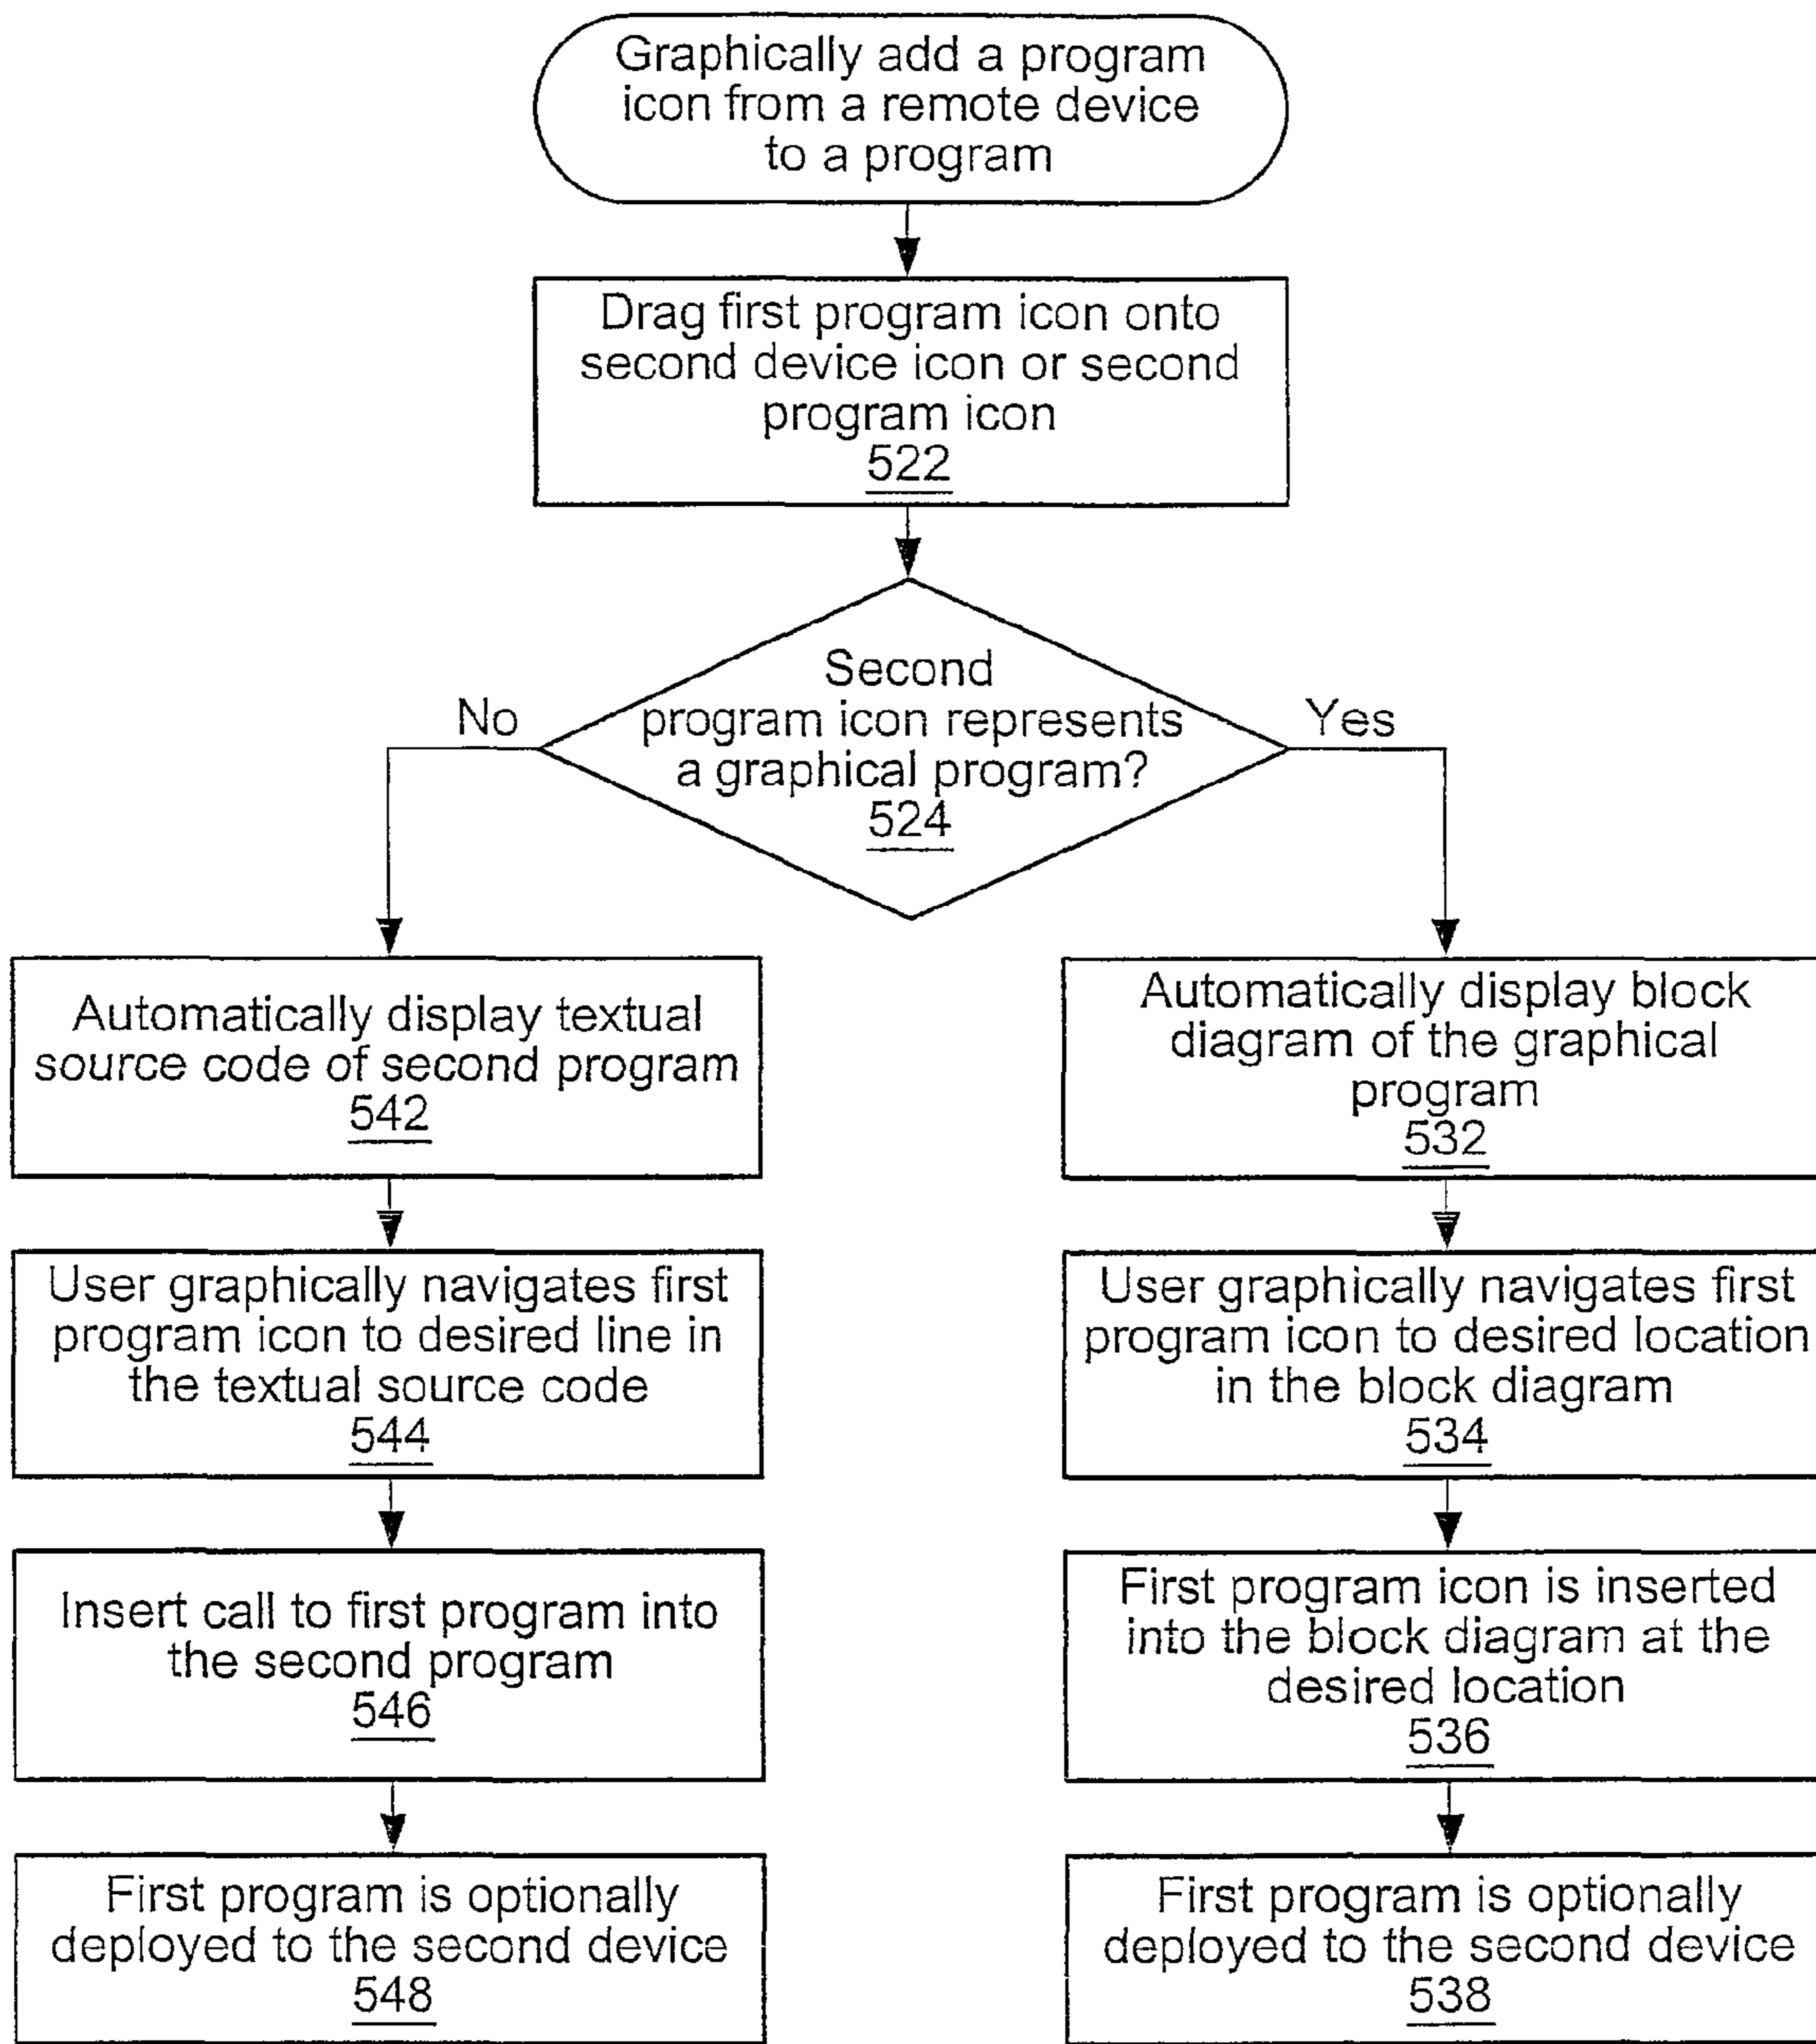 Graphically add a program
icon from a remote device
to a program
Drag first program icon onto
second device icon or second
program icon
522
Second
program icon represents
a graphical program?
524
No
Yes
Automatically display textual
source code of second program
542
User graphically navigates first
program icon to desired line in
the textual source code
544
Insert call to first program into
the second program
546
First program is optionally
deployed to the second device
548
Automatically display block
diagram of the graphical
program
532
User graphically navigates first
program icon to desired location
in the block diagram
534
First program icon is inserted
into the block diagram at the
desired location
536
First program is optionally
deployed to the second device
538